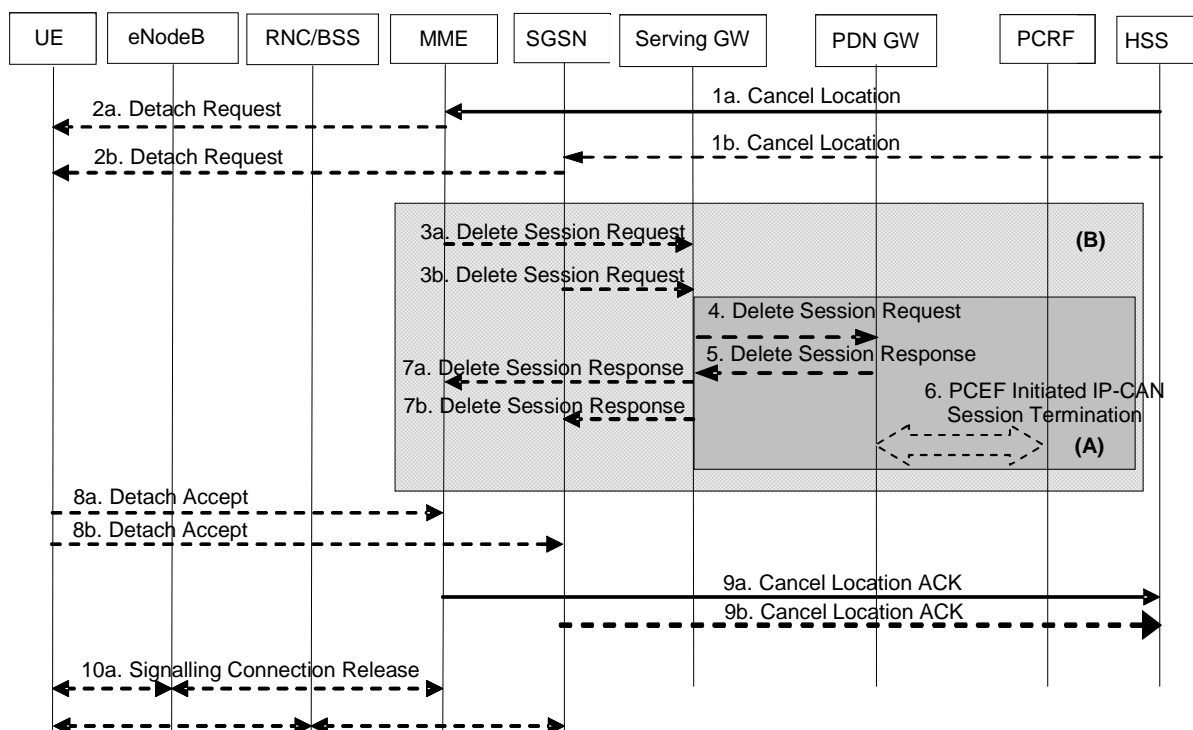 UE
eNodeB
RNC/BSS
MME
SGSN
Serving GW
PDN GW
PCRF
HSS
2a. Detach Request
1a. Cancel Location
2b. Detach Request
1b. Cancel Location
3a. Delete Session Request
(B)
3b. Delete Session Request
4. Delete Session Request
5. Delete Session Response
7a. Delete Session Response
6. PCEF Initiated IP-CAN
Session Termination
7b. Delete Session Response
(A)
8a. Detach Accept
8b. Detach Accept
9a. Cancel Location ACK
9b. Cancel Location ACK
10a. Signalling Connection Release